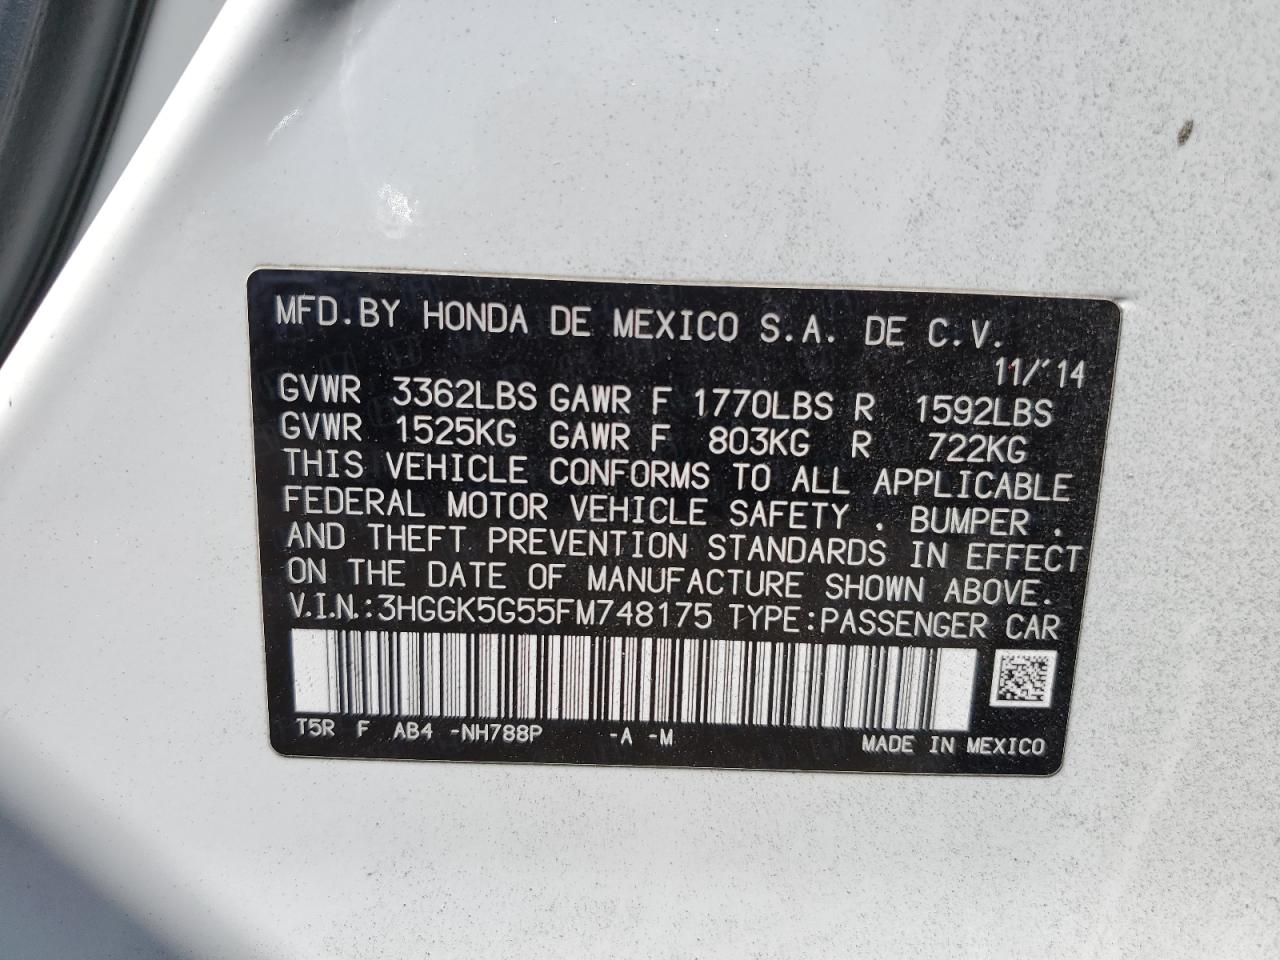 MFD.BY HONDA DE MEXICO S.A. DE C.V.
11/'14
GVWR 3362LBS GAWR F 1770LBS R 1592LBS
GVWR 1525KG GAWR F 803KG R 722KG
THIS VEHICLE CONFORMS TO ALL APPLICABLE
FEDERAL MOTOR VEHICLE SAFETY , BUMPER ,
AND THEFT PREVENTION STANDARDS IN EFFECT
ON THE DATE OF MANUFACTURE SHOWN ABOVE.
V.I.N.:3HGGK5G55FM748175 TYPE:PASSENGER CAR
T5R F AB4 -NH788P -A -M MADE IN MEXICO